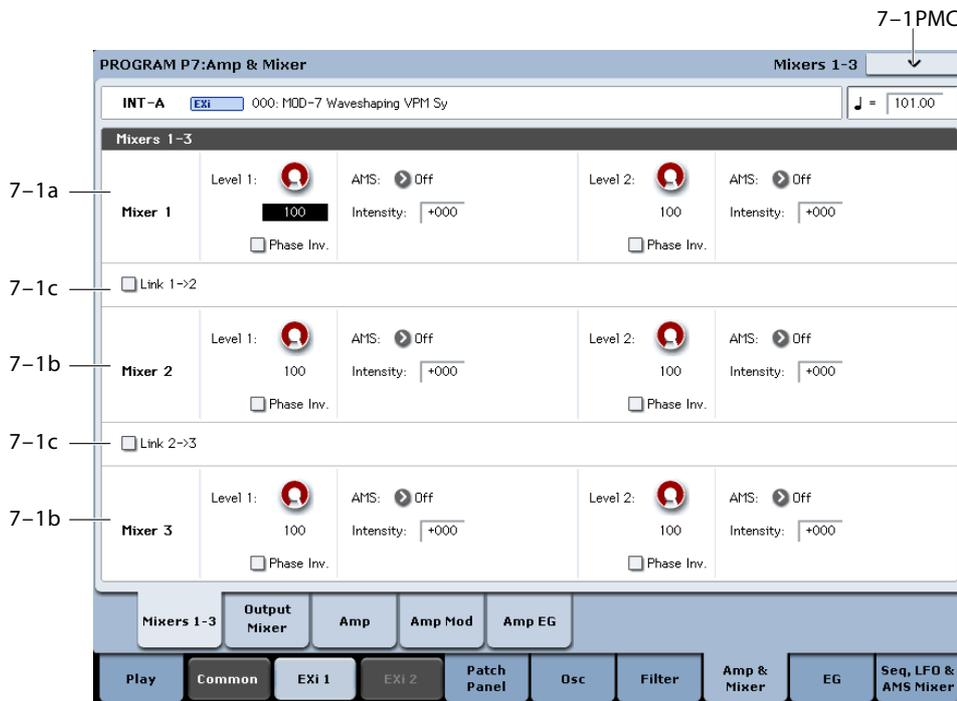 7–1PMC
PROGRAM P7:Amp & Mixer Mixers 1-3
INT-A EXi 000: MOD-7 Waveshaping VPM Sy ♩ = 101.00
Mixers 1-3
7–1a
Level 1: AMS: Off Level 2: AMS: Off
Mixer 1 100 Intensity: +000 100 Intensity: +000
Phase Inv. Phase Inv.
7–1c Link 1->2
Level 1: AMS: Off Level 2: AMS: Off
7–1b Mixer 2 100 Intensity: +000 100 Intensity: +000
Phase Inv. Phase Inv.
7–1c Link 2->3
Level 1: AMS: Off Level 2: AMS: Off
7–1b Mixer 3 100 Intensity: +000 100 Intensity: +000
Phase Inv. Phase Inv.
Mixers 1-3 Output Mixer Amp Amp Mod Amp EG
Play Common EXi 1 EXi 2 Patch Panel Osc Filter Amp & Mixer EG Seq, LFO & AMS Mixer